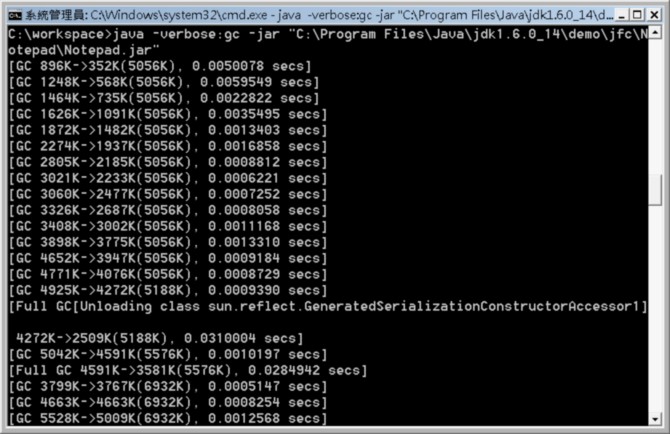 系統管理員: C:\Windows\system32\cmd.exe - java -verbose:gc -jar "C:\Program Files\Java\jdk1.6.0_14\d...
C:\workspace>java -verbose:gc -jar "C:\Program Files\Java\jdk1.6.0_14\demo\jfc\N
otepad\Notepad.jar"
[GC 896K->352K(5056K), 0.0050078 secs]
[GC 1248K->568K(5056K), 0.0059549 secs]
[GC 1464K->735K(5056K), 0.0022822 secs]
[GC 1626K->1091K(5056K), 0.0035495 secs]
[GC 1872K->1482K(5056K), 0.0013403 secs]
[GC 2274K->1937K(5056K), 0.0016858 secs]
[GC 2805K->2185K(5056K), 0.0008812 secs]
[GC 3021K->2233K(5056K), 0.0006221 secs]
[GC 3060K->2477K(5056K), 0.0007252 secs]
[GC 3326K->2687K(5056K), 0.0008058 secs]
[GC 3408K->3002K(5056K), 0.0011168 secs]
[GC 3898K->3775K(5056K), 0.0013310 secs]
[GC 4652K->3947K(5056K), 0.0009184 secs]
[GC 4771K->4076K(5056K), 0.0008729 secs]
[GC 4925K->4272K(5188K), 0.0009390 secs]
[Full GC[Unloading class sun.reflect.GeneratedSerializationConstructorAccessor1]
4272K->2509K(5188K), 0.0310004 secs]
[GC 5042K->4591K(5576K), 0.0010197 secs]
[Full GC 4591K->3581K(5576K), 0.0284942 secs]
[GC 3799K->3767K(6932K), 0.0005147 secs]
[GC 4663K->4663K(6932K), 0.0008254 secs]
[GC 5528K->5009K(6932K), 0.0012568 secs]